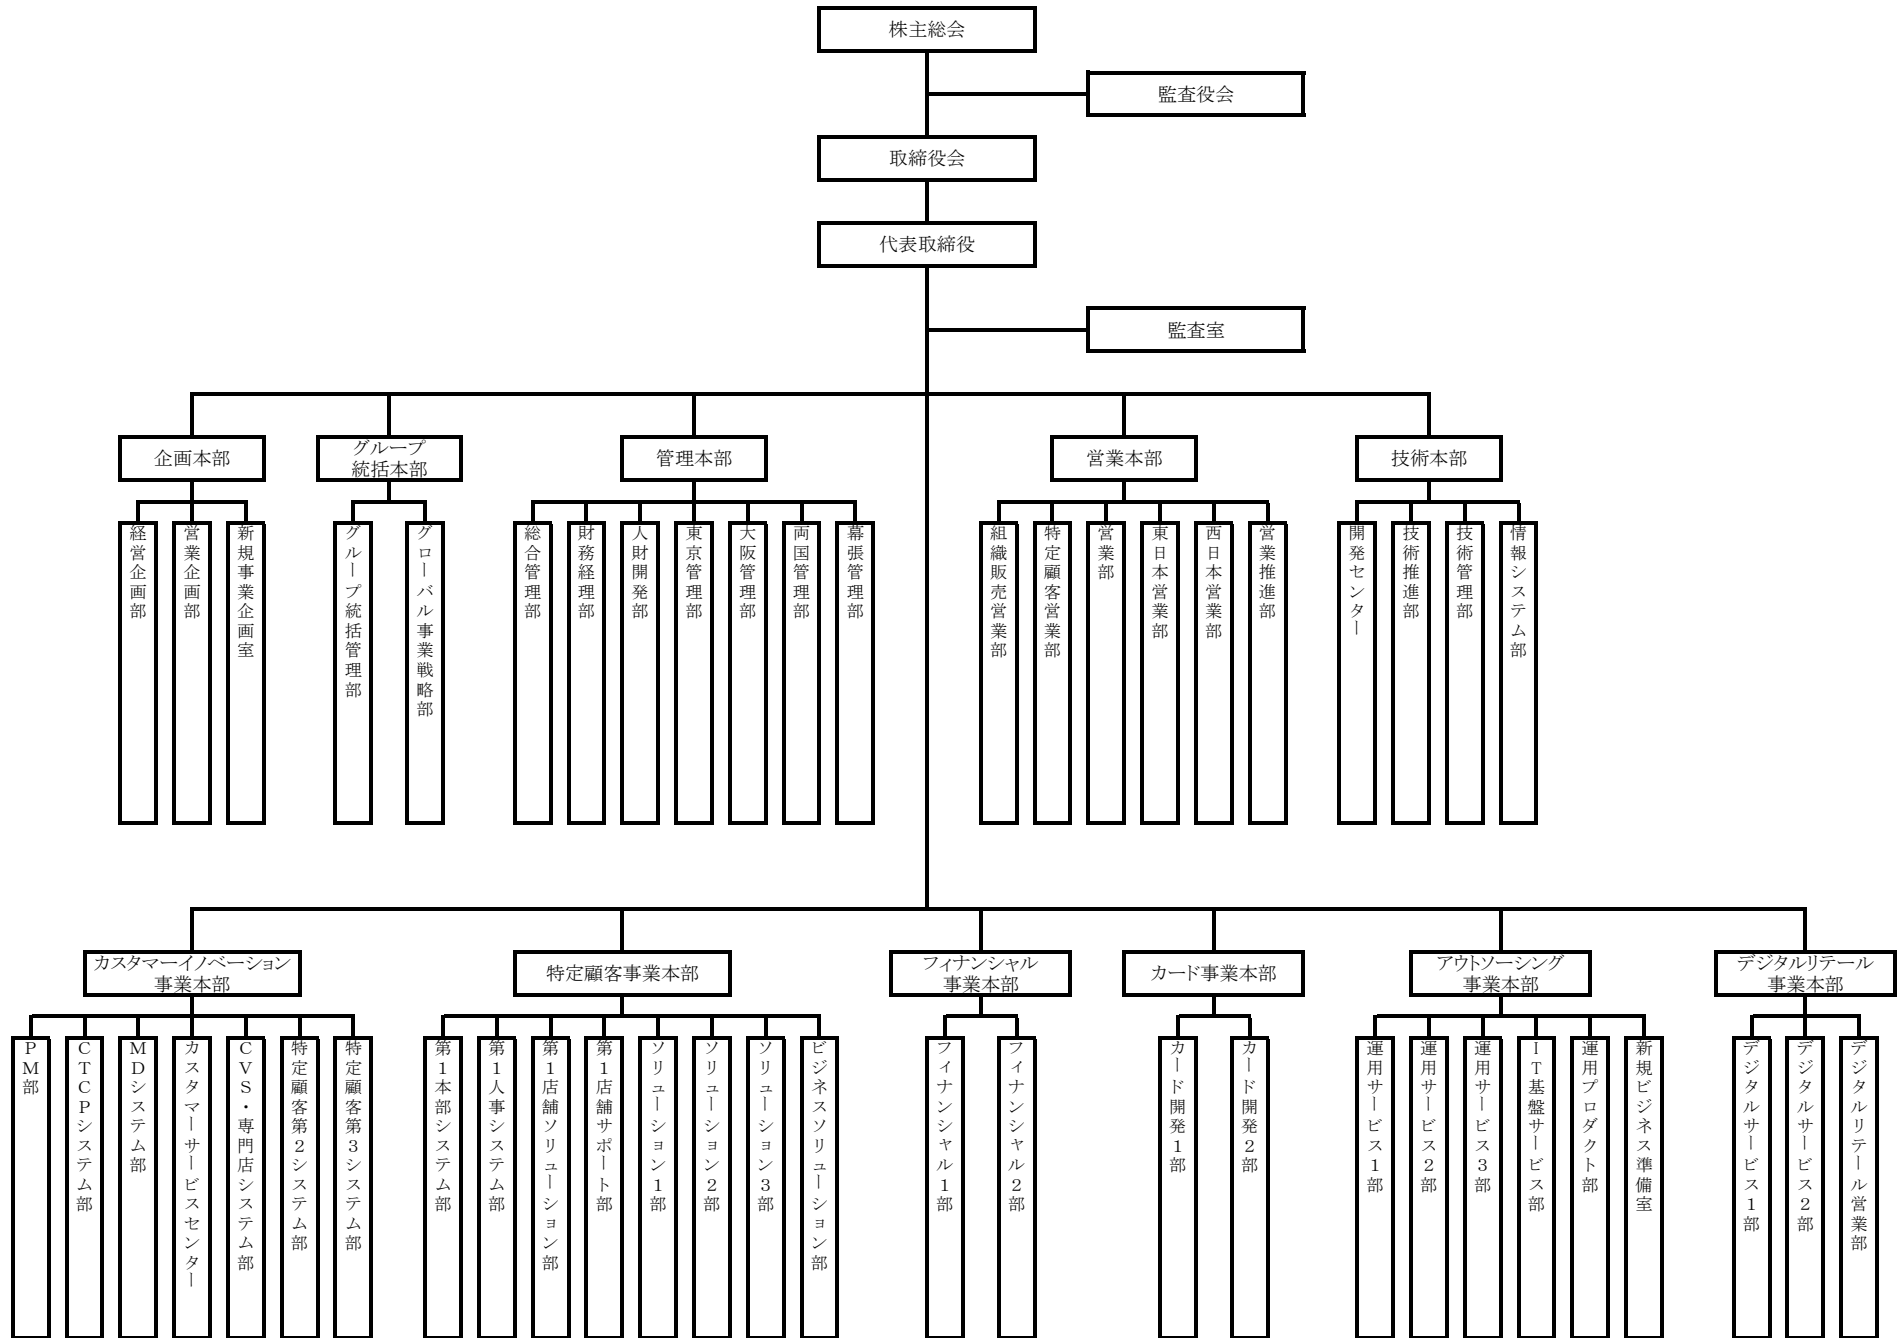 株主総会
監査役会
取締役会
代表取締役
監査室
企画本部
グループ
統括本部
管理本部
営業本部
技術本部
経営企画部
営業企画部
新規事業企画室
グループ統括管理部
グローバル事業戦略部
総合管理部
財務経理部
人財開発部
東京管理部
大阪管理部
両国管理部
幕張管理部
組織販売営業部
特定顧客営業部
営業部
東日本営業部
西日本営業部
営業推進部
開発センター
技術推進部
技術管理部
情報システム部
カスタマーイノベーション
事業本部
特定顧客事業本部
フィナンシャル
事業本部
カード事業本部
アウトソーシング
事業本部
デジタルリテール
事業本部
PM部
CTCPシステム部
MDシステム部
カスタマーサービスセンター
CVS・専門店システム部
特定顧客第2システム部
特定顧客第3システム部
第1本部システム部
第1人事システム部
第1店舗ソリューション部
第1店舗サポート部
ソリューション1部
ソリューション2部
ソリューション3部
ビジネスソリューション部
フィナンシャル1部
フィナンシャル2部
カード開発1部
カード開発2部
運用サービス1部
運用サービス2部
運用サービス3部
IT基盤サービス部
運用プロダクト部
新規ビジネス準備室
デジタルサービス1部
デジタルサービス2部
デジタルリテール営業部